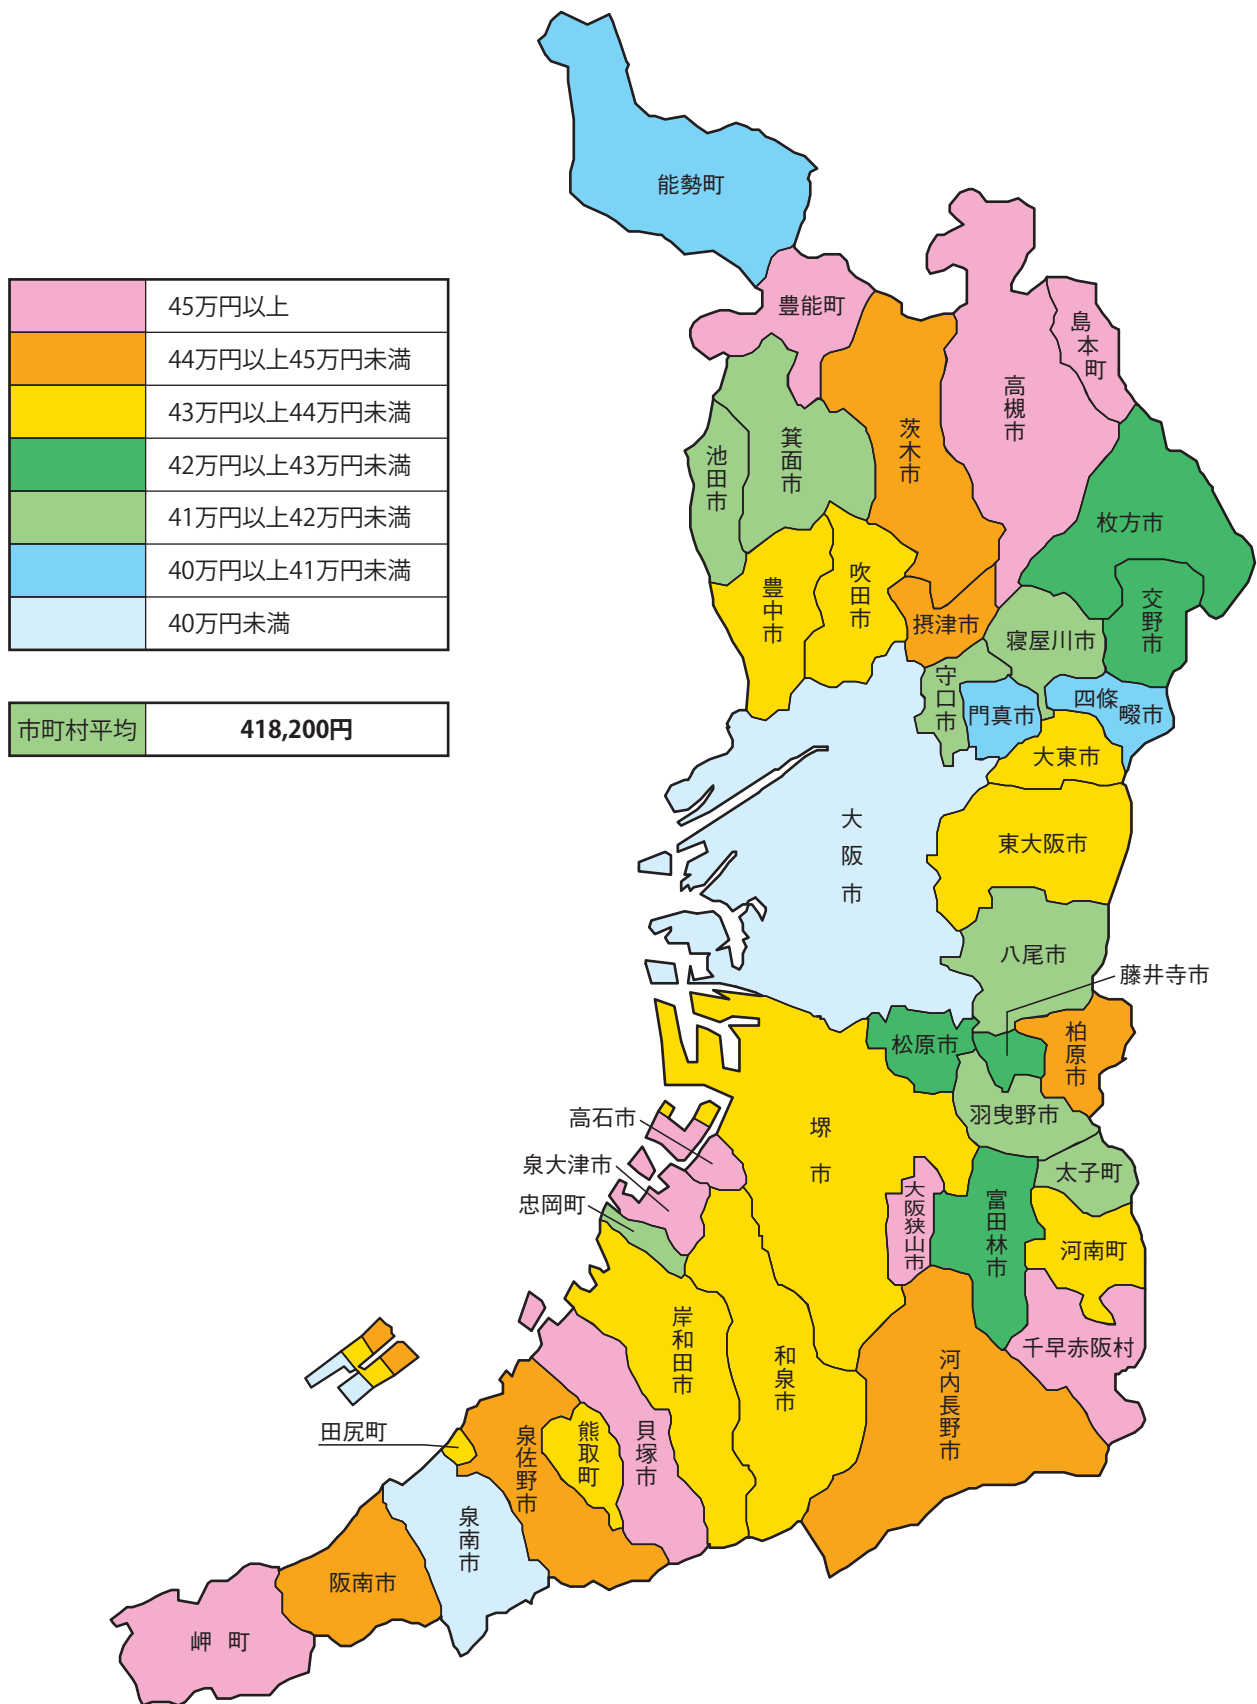 45万円以上
44万円以上45万円未満
43万円以上44万円未満
42万円以上43万円未満
41万円以上42万円未満
40万円以上41万円未満
40万円未満
市町村平均 418,200円
能勢町
豊能町
島本町
高槻市
茨木市
箕面市
池田市
枚方市
吹田市
豊中市
交野市
摂津市
寝屋川市
守口市
門真市
四條畷市
大東市
大阪市
東大阪市
八尾市
藤井寺市
松原市
柏原市
羽曳野市
高石市
堺市
泉大津市
太子町
忠岡町
大阪狭山市
富田林市
河南町
岸和田市
和泉市
千早赤阪村
河内長野市
田尻町
泉佐野市
熊取町
貝塚市
泉南市
阪南市
岬町